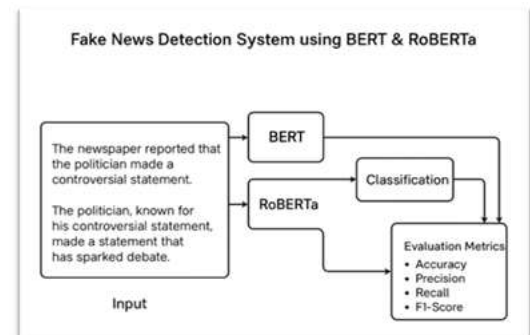 Fake News Detection System using BERT & RoBERTa
The newspaper reported that
the politician made a
controversial statement.
The politician, known for
his controversial statement,
made a statement that
has sparked debate.
Input
BERT
RoBERTa
Classification
Evaluation Metrics
• Accuracy
• Precision
• Recall
• F1-Score